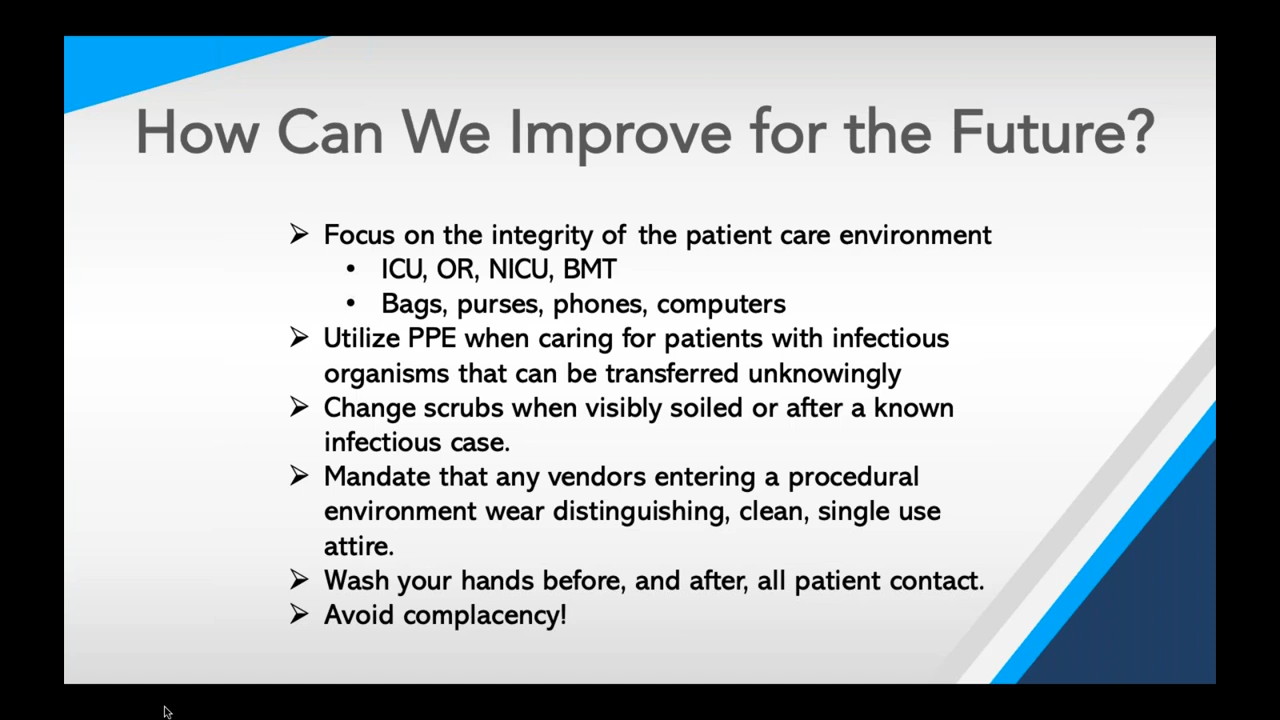 How Can We Improve for the Future?
➢ Focus on the integrity of the patient care environment
• ICU, OR, NICU, BMT
• Bags, purses, phones, computers
➢ Utilize PPE when caring for patients with infectious
organisms that can be transferred unknowingly
➢ Change scrubs when visibly soiled or after a known
infectious case.
➢ Mandate that any vendors entering a procedural
environment wear distinguishing, clean, single use
attire.
➢ Wash your hands before, and after, all patient contact.
➢ Avoid complacency!